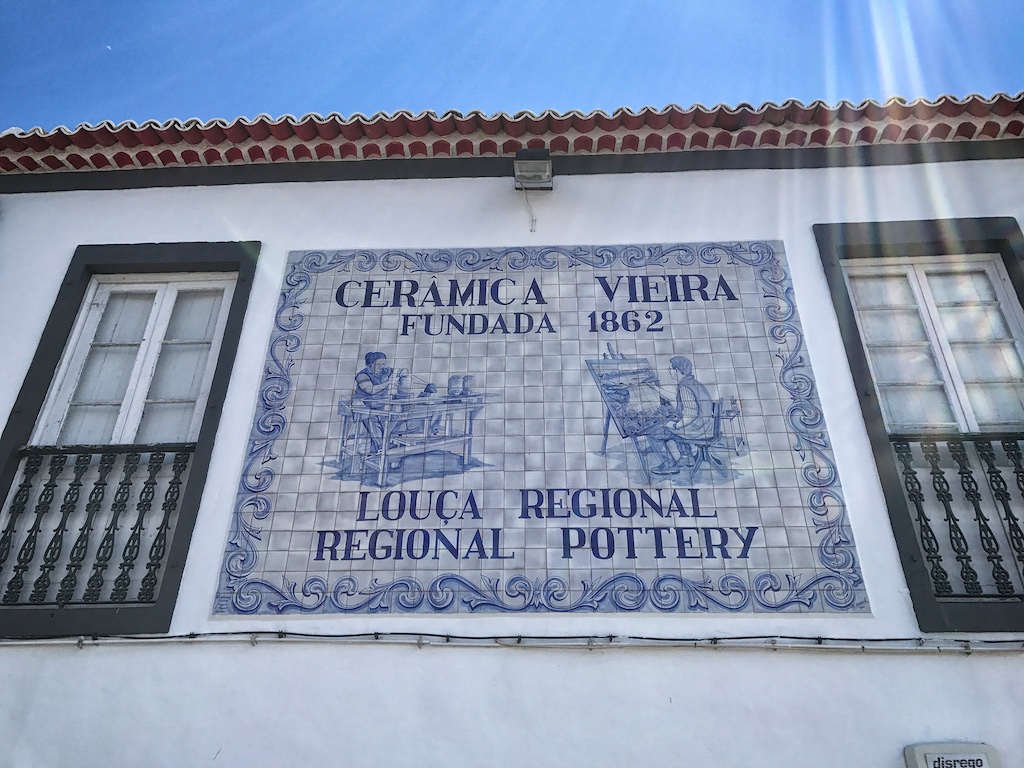 CERÂMICA VIEIRA
FUNDADA 1862
LOUÇA REGIONAL
REGIONAL POTTERY
disrego